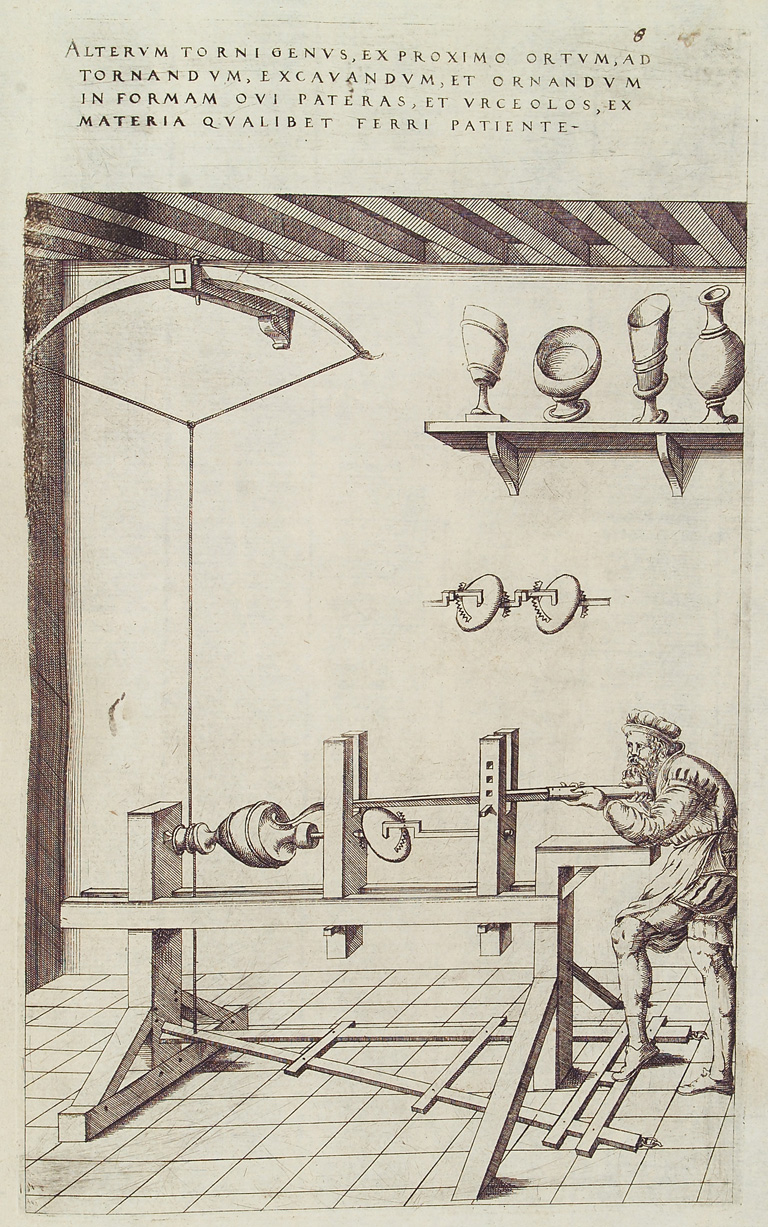 8
ALTERVM TORNI GENVS, EX PROXIMO ORTVM, AD
TORNANDVM, EXCAVANDVM, ET ORNANDVM
IN FORMAM OVI PATERAS, ET VRCEOLOS, EX
MATERIA QVALIBET FERRI PATIENTE-